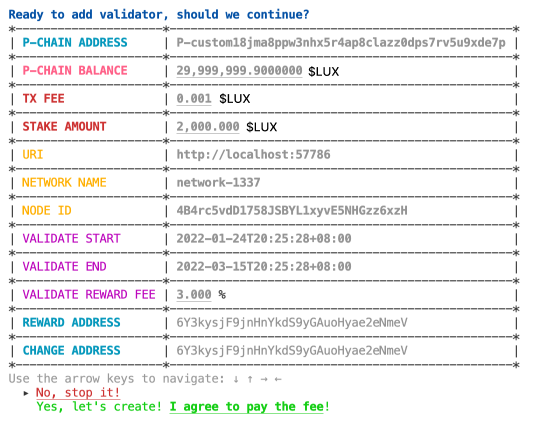 Ready to add validator, should we continue?
P-CHAIN ADDRESS | P-custom18jma8ppw3nhx5r4ap8clazz0dps7rv5u9xde7p
P-CHAIN BALANCE | 29,999,999.9000000 $LUX
TX FEE | 0.001 $LUX
STAKE AMOUNT | 2,000.000 $LUX
URI | http://localhost:57786
NETWORK NAME | network-1337
NODE ID | 4B4rc5vdD1758JSBYL1xyvE5NHGzz6xzH
VALIDATE START | 2022-01-24T20:25:28+08:00
VALIDATE END | 2022-03-15T20:25:28+08:00
VALIDATE REWARD FEE | 3.000 %
REWARD ADDRESS | 6Y3kysjF9jnHnYkdS9yGAuoHyae2eNmeV
CHANGE ADDRESS | 6Y3kysjF9jnHnYkdS9yGAuoHyae2eNmeV
Use the arrow keys to navigate: ↓ ↑ → ←
▸ No, stop it!
Yes, let's create! I agree to pay the fee!